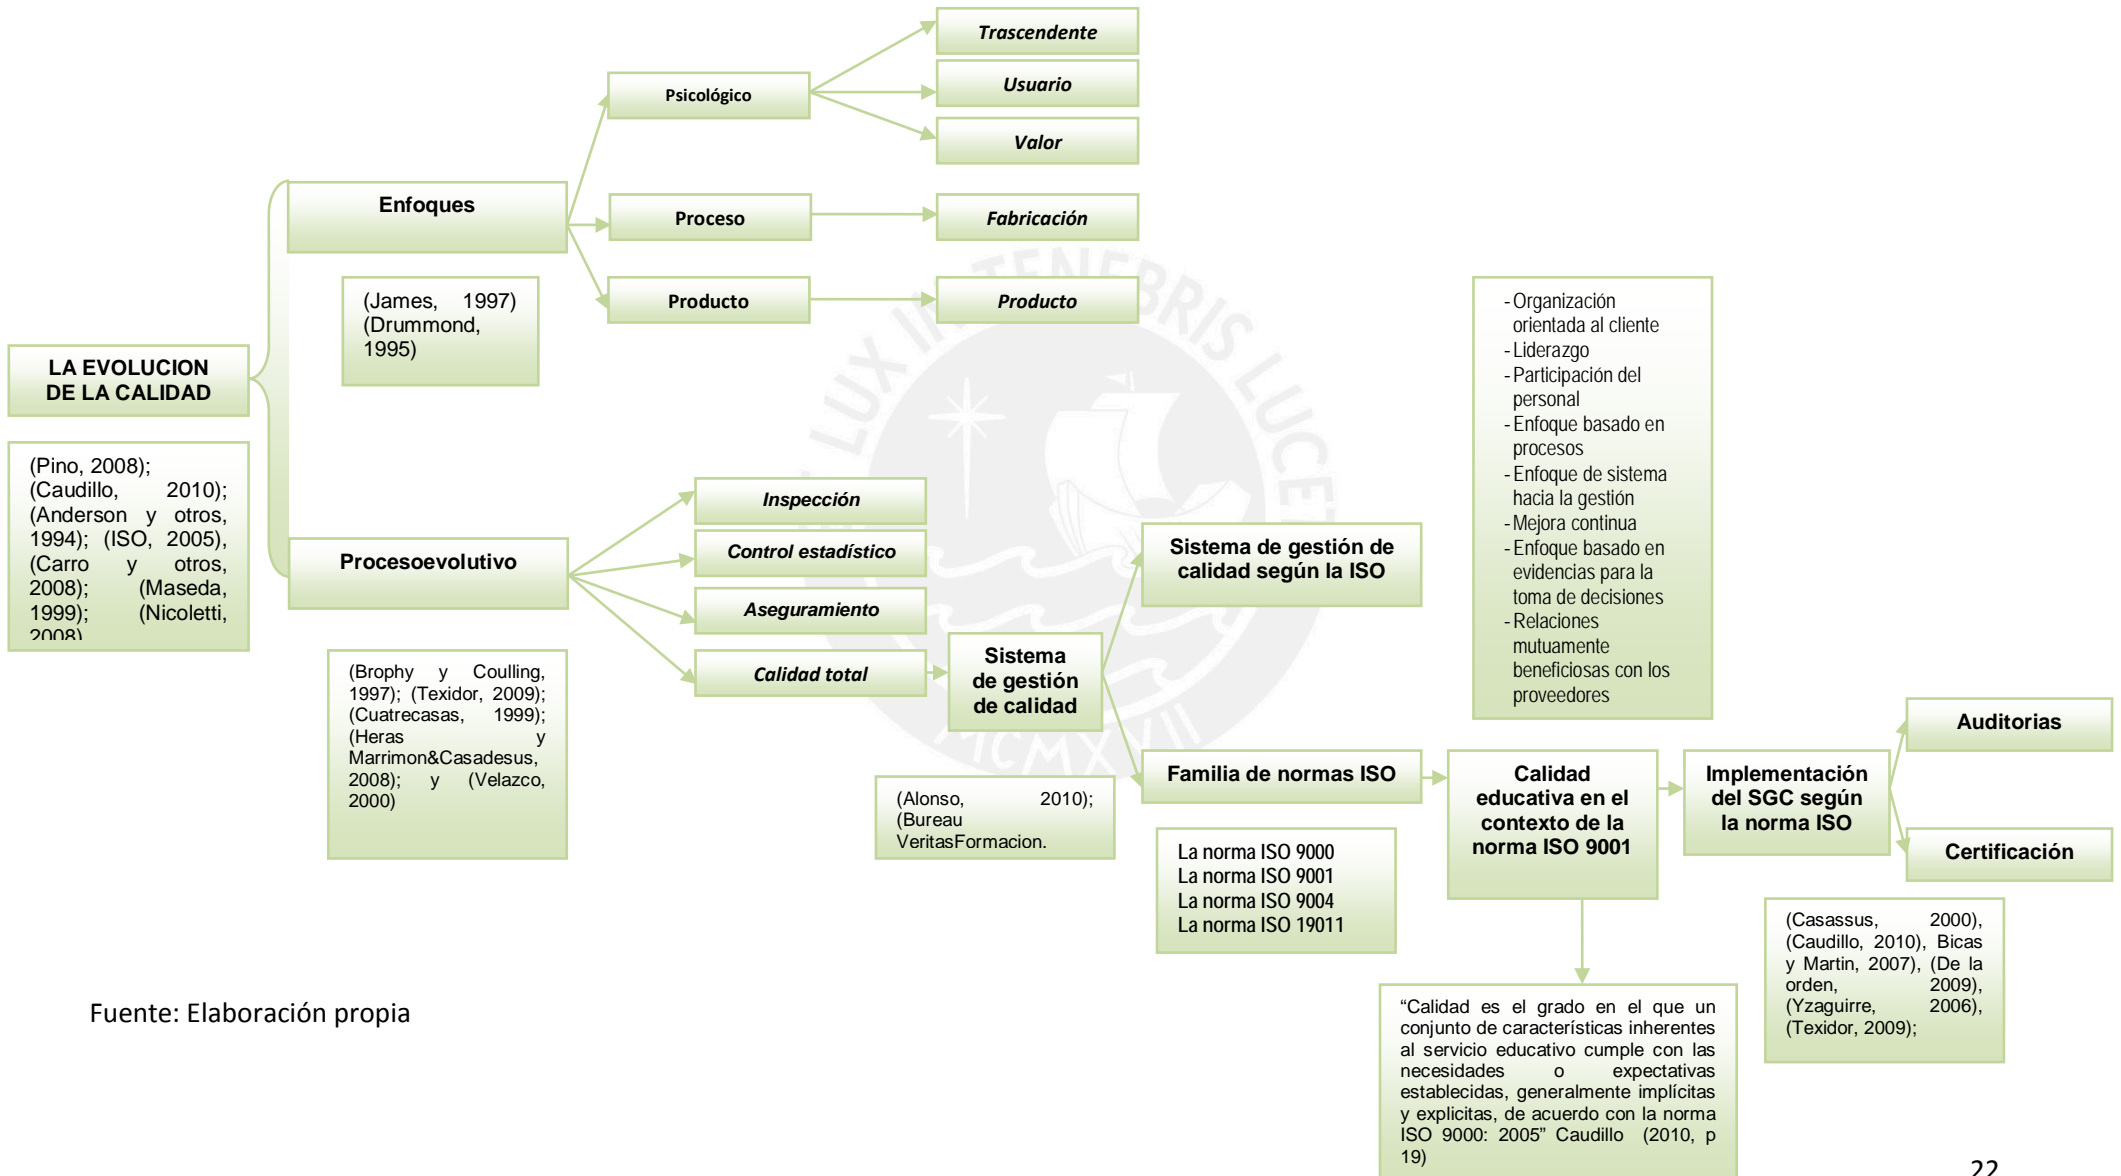 Trascendente
Usuario
Valor
Psicológico
Enfoques
Proceso
Fabricación
Producto
Producto
(James, 1997)
(Drummond,
1995)
LA EVOLUCION
DE LA CALIDAD
(Pino, 2008);
(Caudillo, 2010);
(Anderson y otros,
1994); (ISO, 2005),
(Carro y otros,
2008); (Maseda,
1999); (Nicoletti,
2008)
Procesoevolutivo
(Brophy y Coulling,
1997); (Texidor, 2009);
(Cuatrecasas, 1999);
(Heras y
Marrimon&Casadesus,
2008); y (Velazco,
2000)
Inspección
Control estadístico
Aseguramiento
Calidad total
Sistema
de gestión
de calidad
(Alonso, 2010);
(Bureau
VeritasFormacion.
Sistema de gestión de
calidad según la ISO
Familia de normas ISO
La norma ISO 9000
La norma ISO 9001
La norma ISO 9004
La norma ISO 19011
- Organización
orientada al cliente
- Liderazgo
- Participación del
personal
- Enfoque basado en
procesos
- Enfoque de sistema
hacia la gestión
- Mejora continua
- Enfoque basado en
evidencias para la
toma de decisiones
- Relaciones
mutuamente
beneficiosas con los
proveedores
Calidad
educativa en el
contexto de la
norma ISO 9001
Implementación
del SGC según
la norma ISO
Auditorias
Certificación
(Casassus, 2000),
(Caudillo, 2010), Bicas
y Martin, 2007), (De la
orden, 2009),
(Yzaguirre, 2006),
(Texidor, 2009);
“Calidad es el grado en el que un
conjunto de características inherentes
al servicio educativo cumple con las
necesidades o expectativas
establecidas, generalmente implícitas
y explicitas, de acuerdo con la norma
ISO 9000: 2005” Caudillo (2010, p
19)
Fuente: Elaboración propia
22
LUX IN TENEBRIS LUCET
MCMXVII